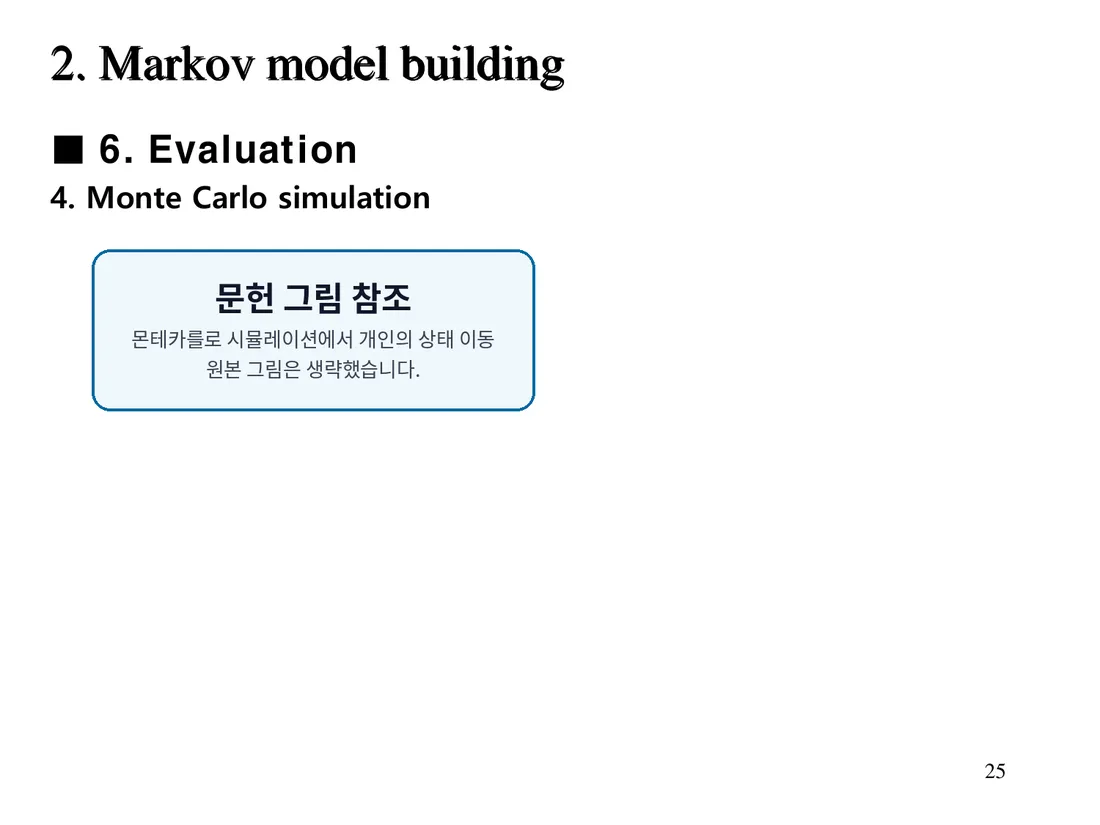 2. Markov model building
■ 6. Evaluation
4. Monte Carlo simulation
문헌 그림 참조
몬테카를로 시뮬레이션에서 개인의 상태 이동
원본 그림은 생략했습니다.
25